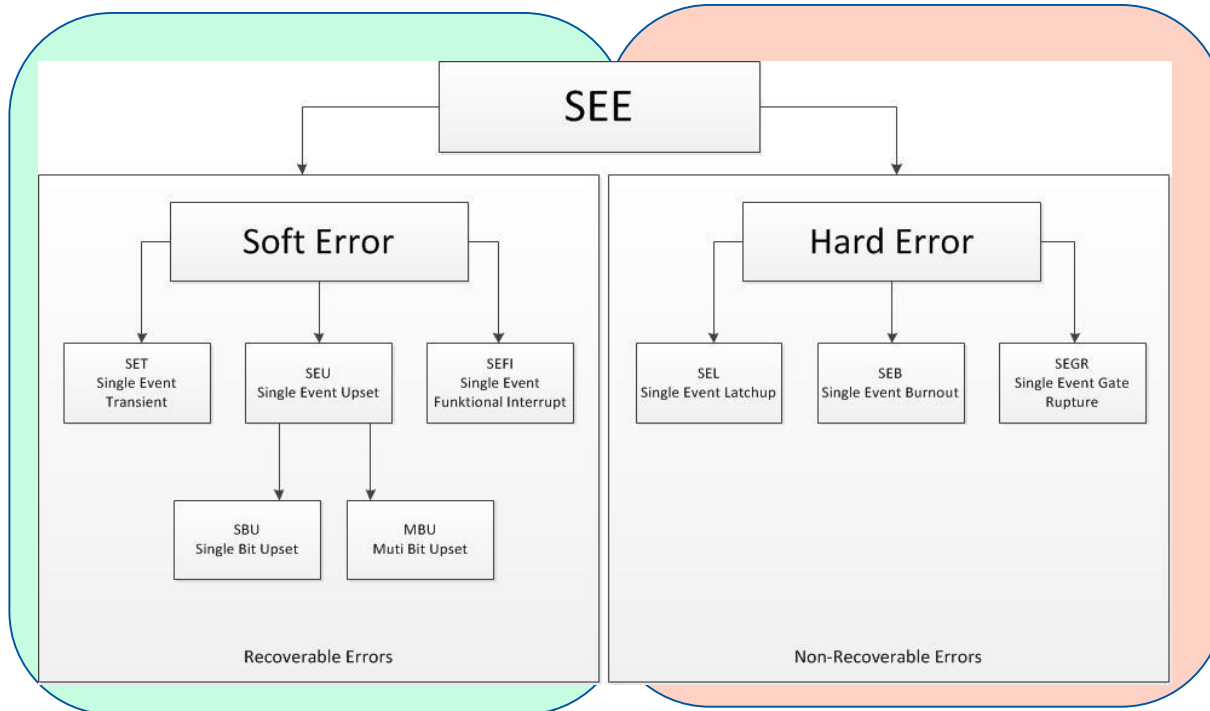 SEE
Soft Error
SET
Single Event
Transient
SEU
Single Event Upset
SEFI
Single Event
Funktional Interrupt
SBU
Single Bit Upset
MBU
Muti Bit Upset
Recoverable Errors
Hard Error
SEL
Single Event Latchup
SEB
Single Event Burnout
SEGR
Single Event Gate
Rupture
Non-Recoverable Errors